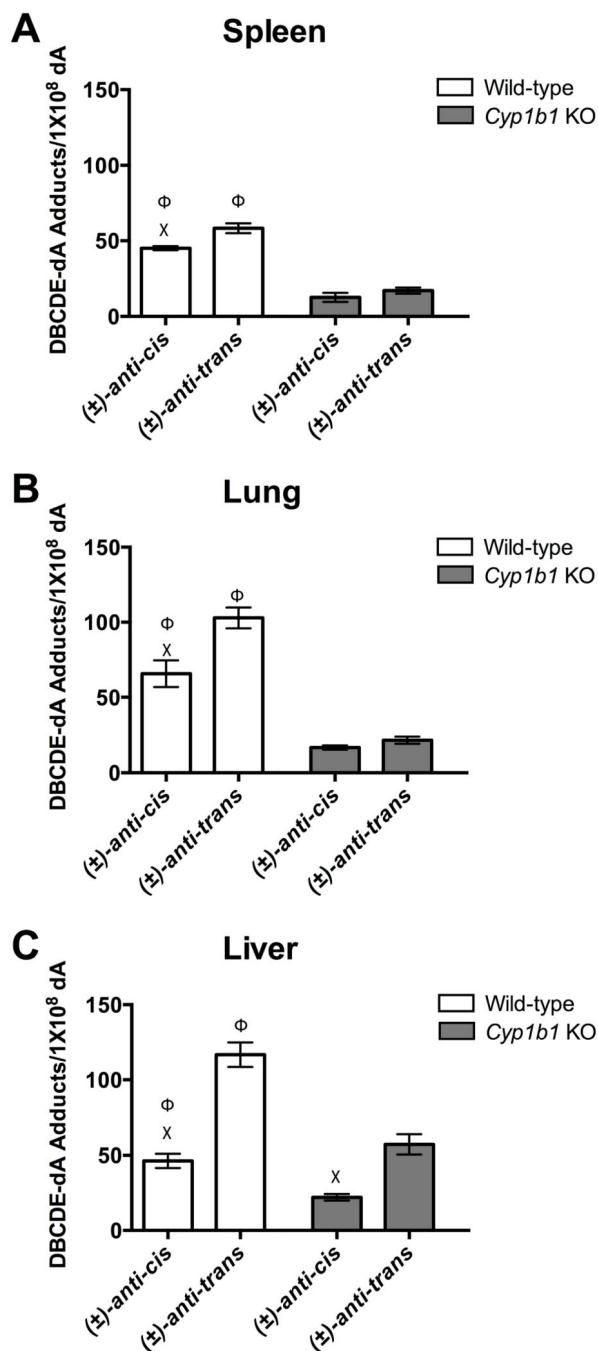 A
Spleen
DBCDE-dA Adducts/1X10⁸ dA
150
100
50
0
Φ
X
Φ
Wild-type
Cyp1b1 KO
(±)-anti-cis
(±)-anti-trans
(±)-anti-cis
(±)-anti-trans
B
Lung
DBCDE-dA Adducts/1X10⁸ dA
150
100
50
0
Φ
X
Φ
Wild-type
Cyp1b1 KO
(±)-anti-cis
(±)-anti-trans
(±)-anti-cis
(±)-anti-trans
C
Liver
DBCDE-dA Adducts/1X10⁸ dA
150
100
50
0
Φ
X
Φ
X
Wild-type
Cyp1b1 KO
(±)-anti-cis
(±)-anti-trans
(±)-anti-cis
(±)-anti-trans